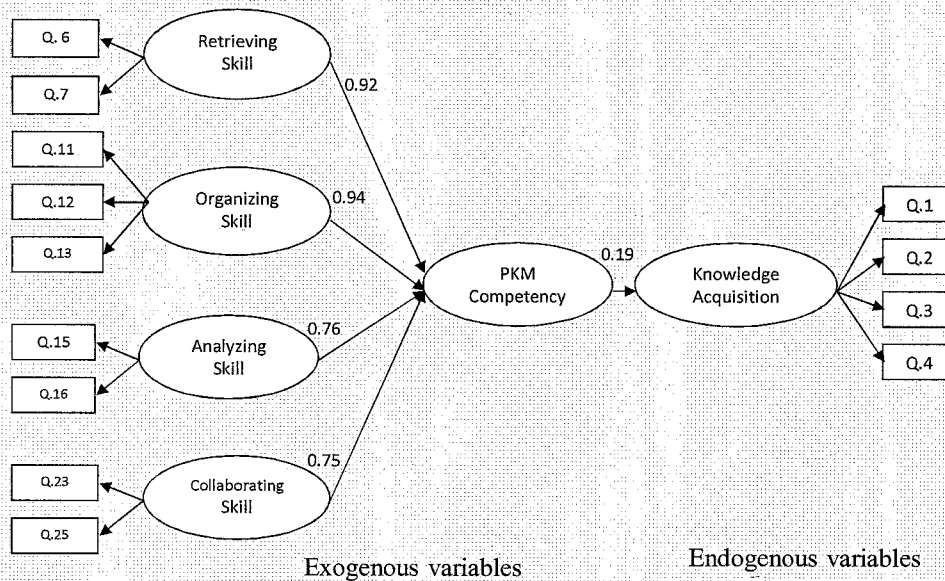 Q. 6
Q.7
Retrieving
Skill
0.92
Q.11
Q.12
Q.13
Organizing
Skill
0.94
Q.15
Q.16
Analyzing
Skill
0.76
Q.23
Q.25
Collaborating
Skill
0.75
PKM
Competency
0.19
Knowledge
Acquisition
Q.1
Q.2
Q.3
Q.4
Exogenous variables
Endogenous variables